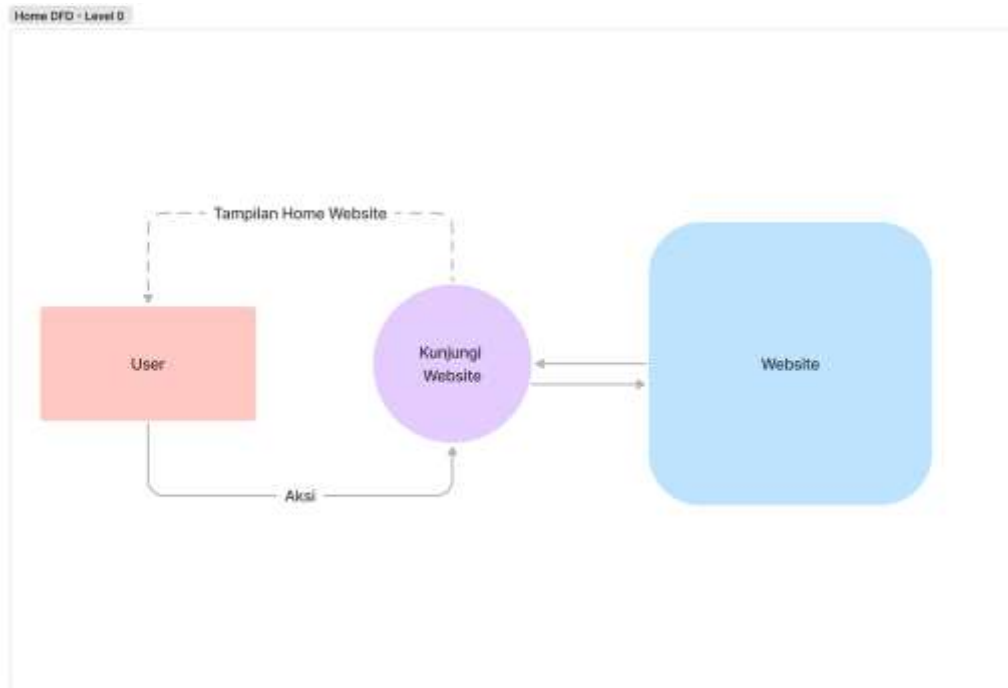 Home DFD - Level 0
Tampilan Home Website
User
Kunjungi
Website
Website
Aksi